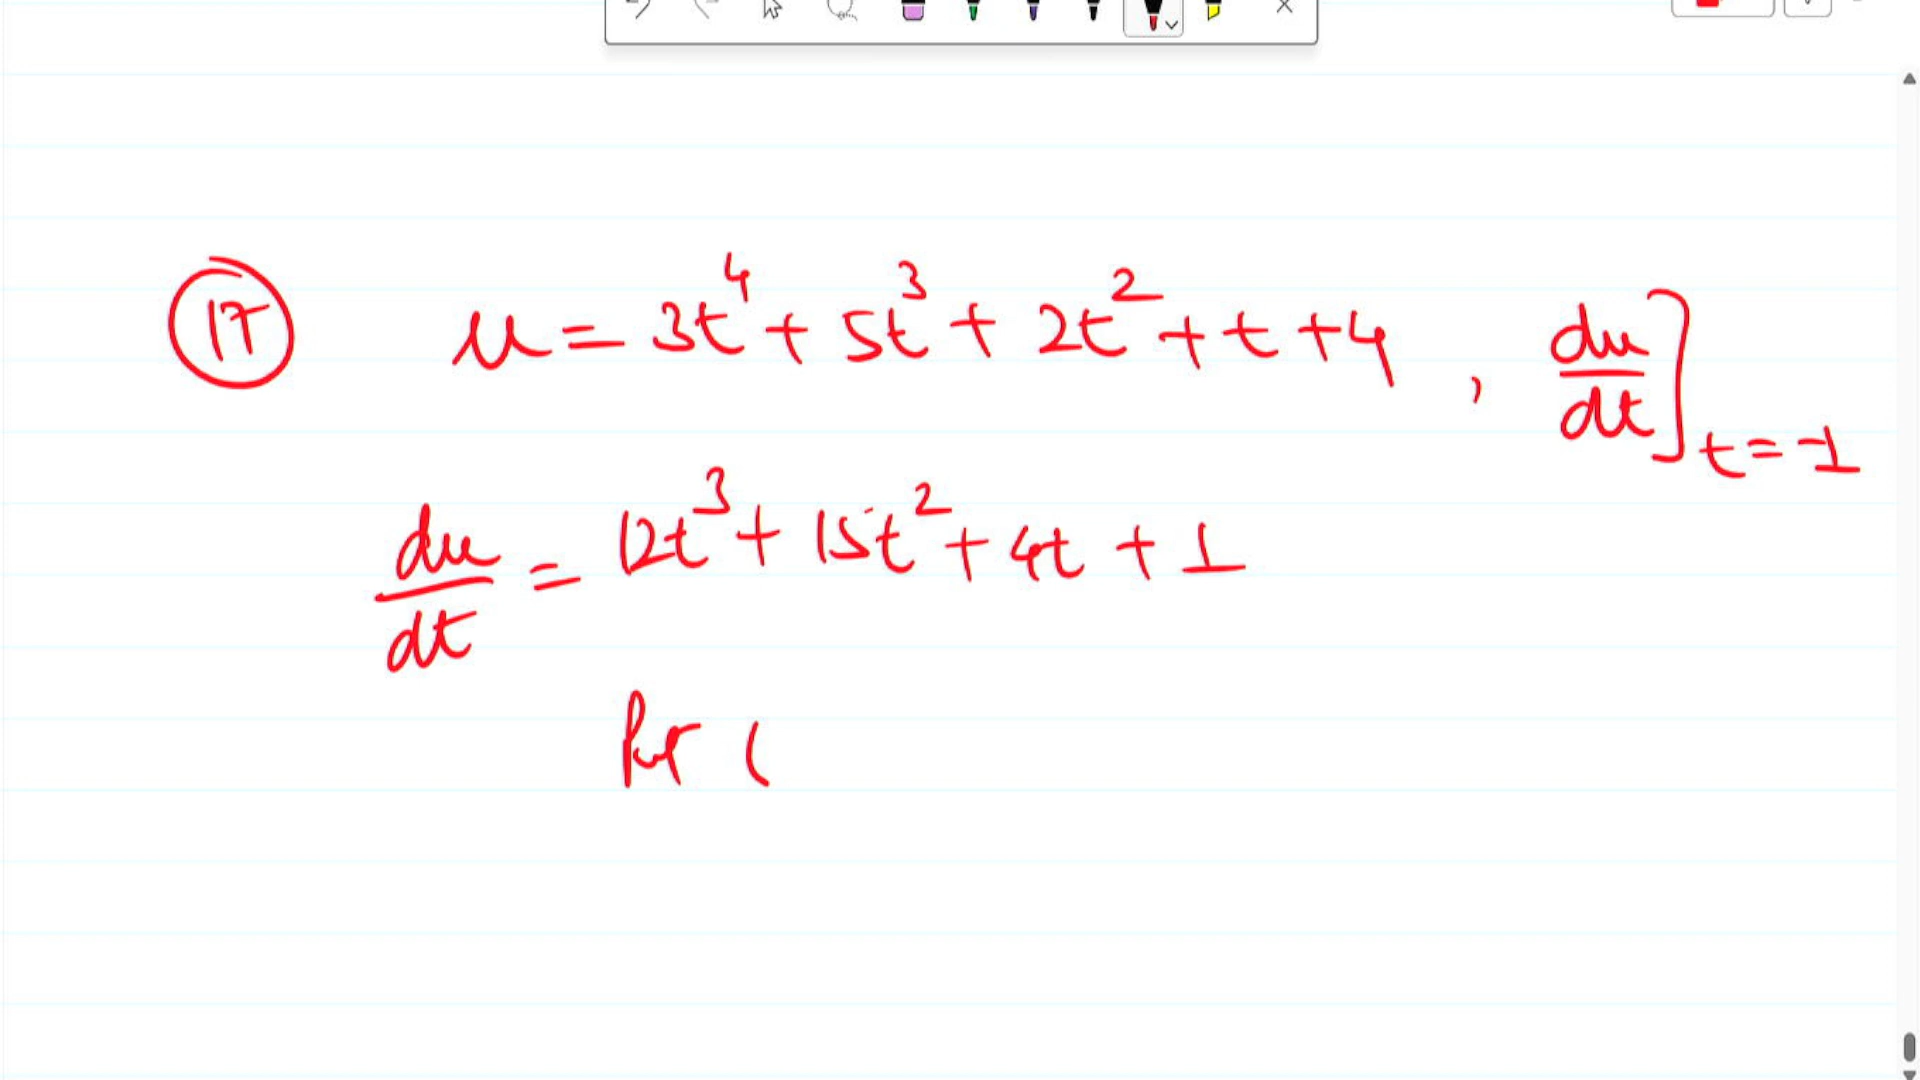 17 u = 3t^4 + 5t^3 + 2t^2 + t + 4 , du/dt]t = -1
du/dt = 12t^3 + 15t^2 + 4t + 1
(